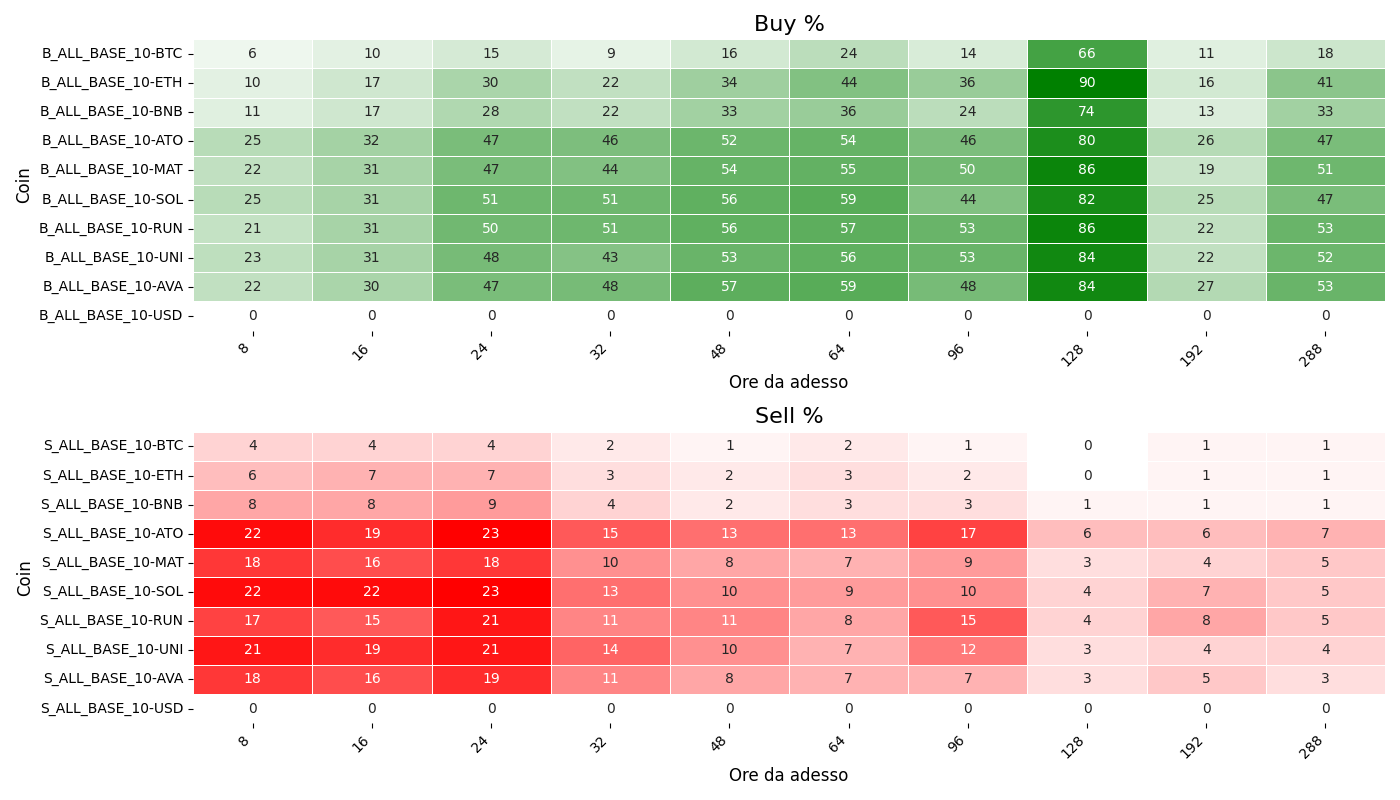 Buy %
Coin
B_ALL_BASE_10-BTC 6 10 15 9 16 24 14 66 11 18
B_ALL_BASE_10-ETH 10 17 30 22 34 44 36 90 16 41
B_ALL_BASE_10-BNB 11 17 28 22 33 36 24 74 13 33
B_ALL_BASE_10-ATO 25 32 47 46 52 54 46 80 26 47
B_ALL_BASE_10-MAT 22 31 47 44 54 55 50 86 19 51
B_ALL_BASE_10-SOL 25 31 51 51 56 59 44 82 25 47
B_ALL_BASE_10-RUN 21 31 50 51 56 57 53 86 22 53
B_ALL_BASE_10-UNI 23 31 48 43 53 56 53 84 22 52
B_ALL_BASE_10-AVA 22 30 47 48 57 59 48 84 27 53
B_ALL_BASE_10-USD 0 0 0 0 0 0 0 0 0 0
8 16 24 32 48 64 96 128 192 288
Ore da adesso
Sell %
Coin
S_ALL_BASE_10-BTC 4 4 4 2 1 2 1 0 1 1
S_ALL_BASE_10-ETH 6 7 7 3 2 3 2 0 1 1
S_ALL_BASE_10-BNB 8 8 9 4 2 3 3 1 1 1
S_ALL_BASE_10-ATO 22 19 23 15 13 13 17 6 6 7
S_ALL_BASE_10-MAT 18 16 18 10 8 7 9 3 4 5
S_ALL_BASE_10-SOL 22 22 23 13 10 9 10 4 7 5
S_ALL_BASE_10-RUN 17 15 21 11 11 8 15 4 8 5
S_ALL_BASE_10-UNI 21 19 21 14 10 7 12 3 4 4
S_ALL_BASE_10-AVA 18 16 19 11 8 7 7 3 5 3
S_ALL_BASE_10-USD 0 0 0 0 0 0 0 0 0 0
8 16 24 32 48 64 96 128 192 288
Ore da adesso